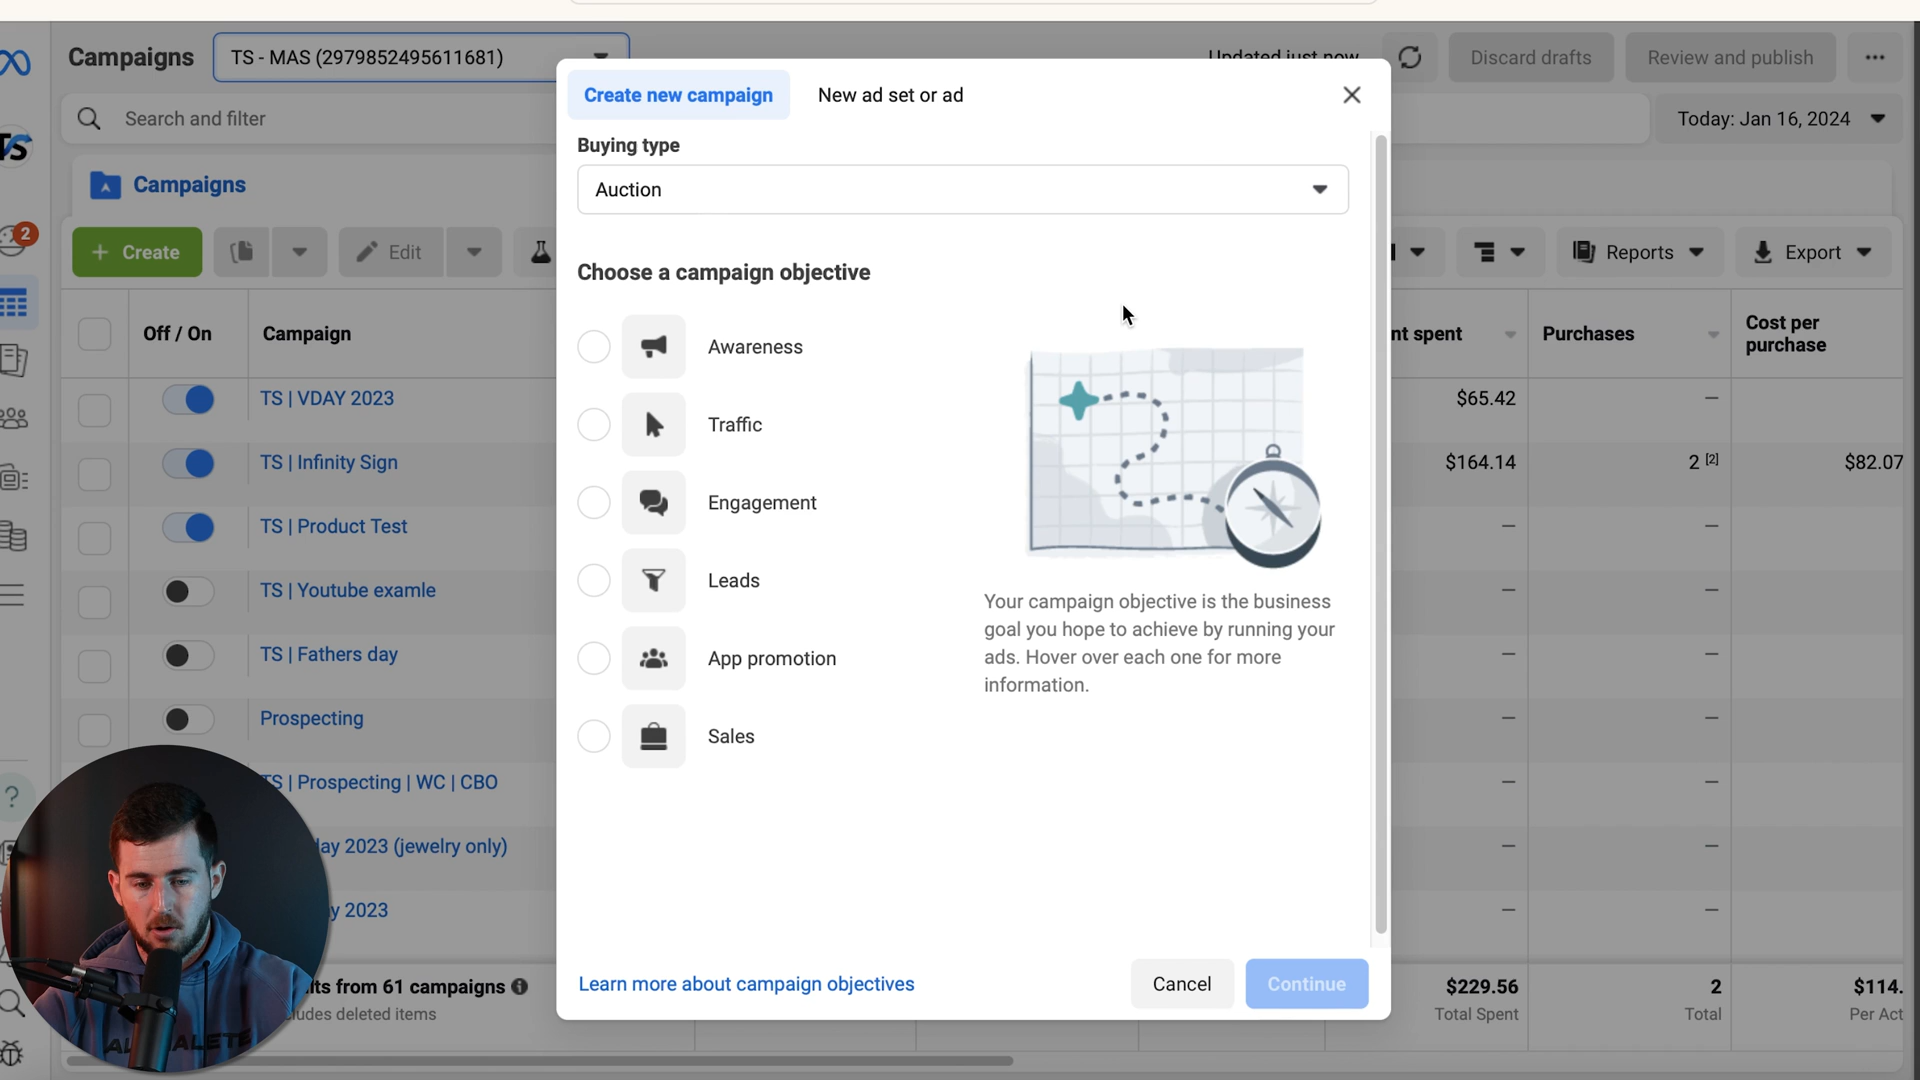 Campaigns
TS - MAS (2979852495611681)
Updated just now
Discard drafts
Review and publish
Search and filter
Today: Jan 16, 2024
TS
2
Campaigns
Create
Edit
Reports
Export
Off / On
Campaign
nt spent
Purchases
Cost per
purchase
TS | VDAY 2023
$65.42
—
TS | Infinity Sign
$164.14
2 [2]
$82.07
TS | Product Test
—
—
TS | Youtube examle
—
—
TS | Fathers day
—
—
Prospecting
—
—
TS | Prospecting | WC | CBO
—
—
ay 2023 (jewelry only)
—
—
y 2023
—
—
lts from 61 campaigns
ludes deleted items
$229.56
Total Spent
2
Total
$114.
Per Act
Create new campaign
New ad set or ad
Buying type
Auction
Choose a campaign objective
Awareness
Traffic
Engagement
Leads
App promotion
Sales
Your campaign objective is the business
goal you hope to achieve by running your
ads. Hover over each one for more
information.
Learn more about campaign objectives
Cancel
Continue